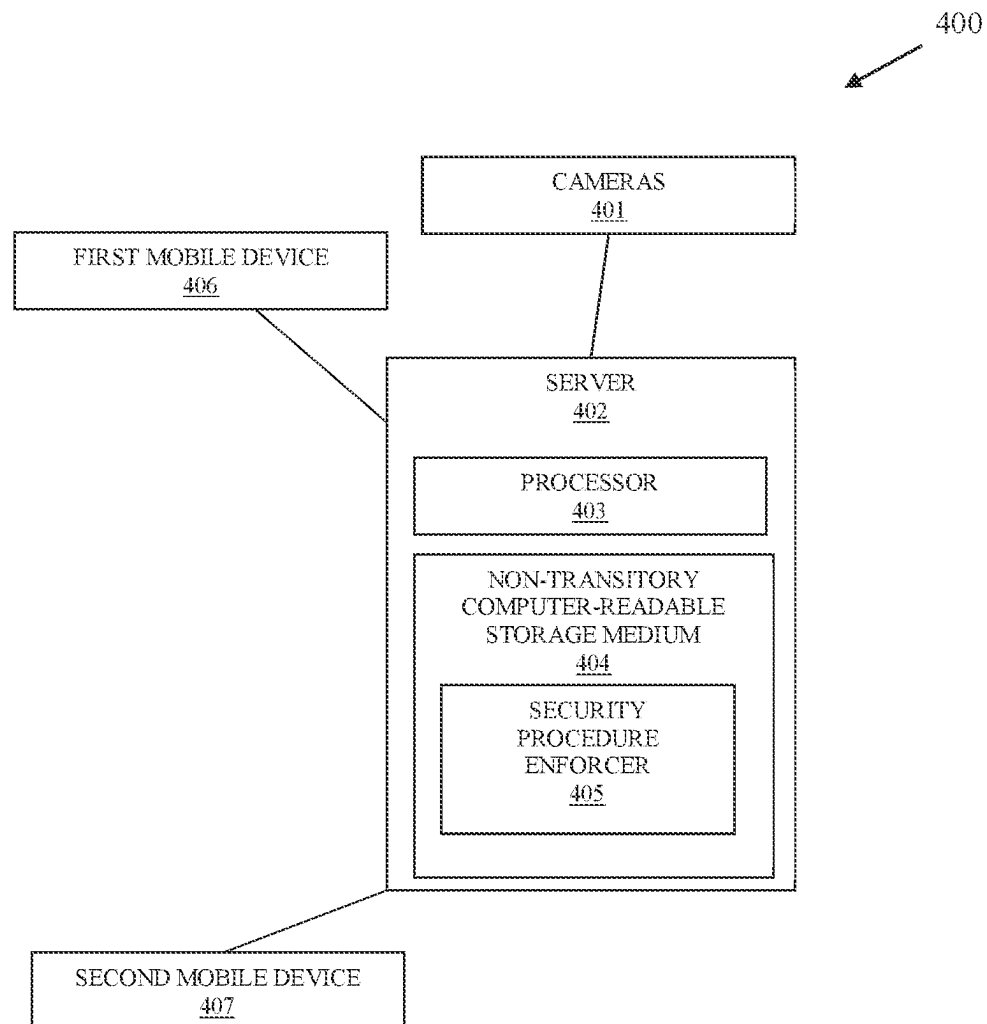 400
CAMERAS
401
FIRST MOBILE DEVICE
406
SERVER
402
PROCESSOR
403
NON-TRANSITORY
COMPUTER-READABLE
STORAGE MEDIUM
404
SECURITY
PROCEDURE
ENFORCER
405
SECOND MOBILE DEVICE
407